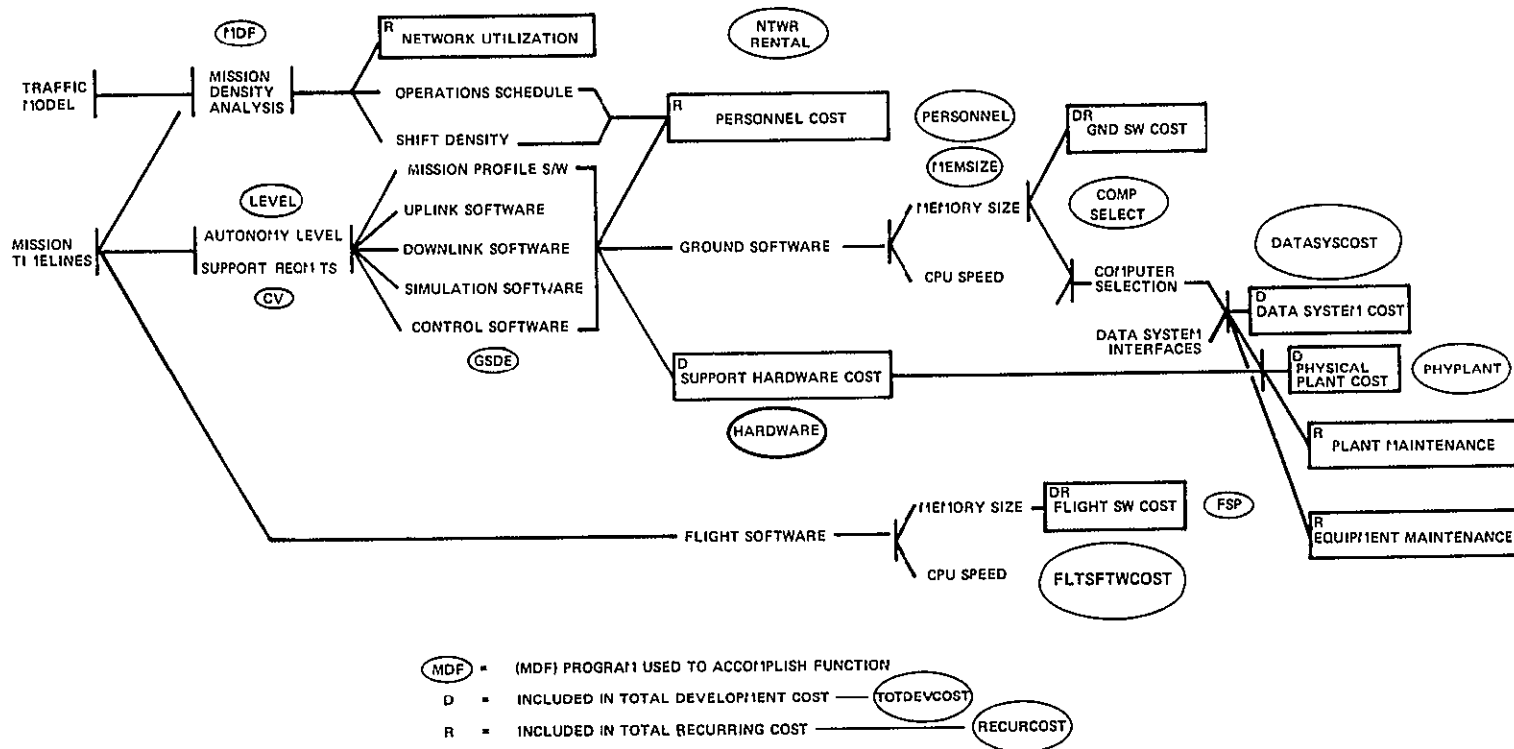 MDF
R
NETWORK UTILIZATION
NTWR
RENTAL
TRAFFIC
MODEL
MISSION
DENSITY
ANALYSIS
OPERATIONS SCHEDULE
SHIFT DENSITY
R
PERSONNEL COST
PERSONNEL
DR
GND SW COST
MISSION PROFILE S/W
MEMSIZE
LEVEL
UPLINK SOFTWARE
MEMORY SIZE
COMP
SELECT
MISSION
TIMELINES
AUTONOMY LEVEL
SUPPORT REQMTS
CV
DOWNLINK SOFTWARE
GROUND SOFTWARE
DATASYSCOST
SIMULATION SOFTWARE
CPU SPEED
COMPUTER
SELECTION
CONTROL SOFTWARE
GSDE
D
DATA SYSTEM COST
DATA SYSTEM
INTERFACES
D
SUPPORT HARDWARE COST
D
PHYSICAL
PLANT COST
PHYPLANT
HARDWARE
R
PLANT MAINTENANCE
MEMORY SIZE
DR
FLIGHT SW COST
FSP
FLIGHT SOFTWARE
R
EQUIPMENT MAINTENANCE
CPU SPEED
FLTSFTWCOST
MDF = (MDF) PROGRAM USED TO ACCOMPLISH FUNCTION
D = INCLUDED IN TOTAL DEVELOPMENT COST — TOTDEVCOST
R = INCLUDED IN TOTAL RECURRING COST — RECURCOST